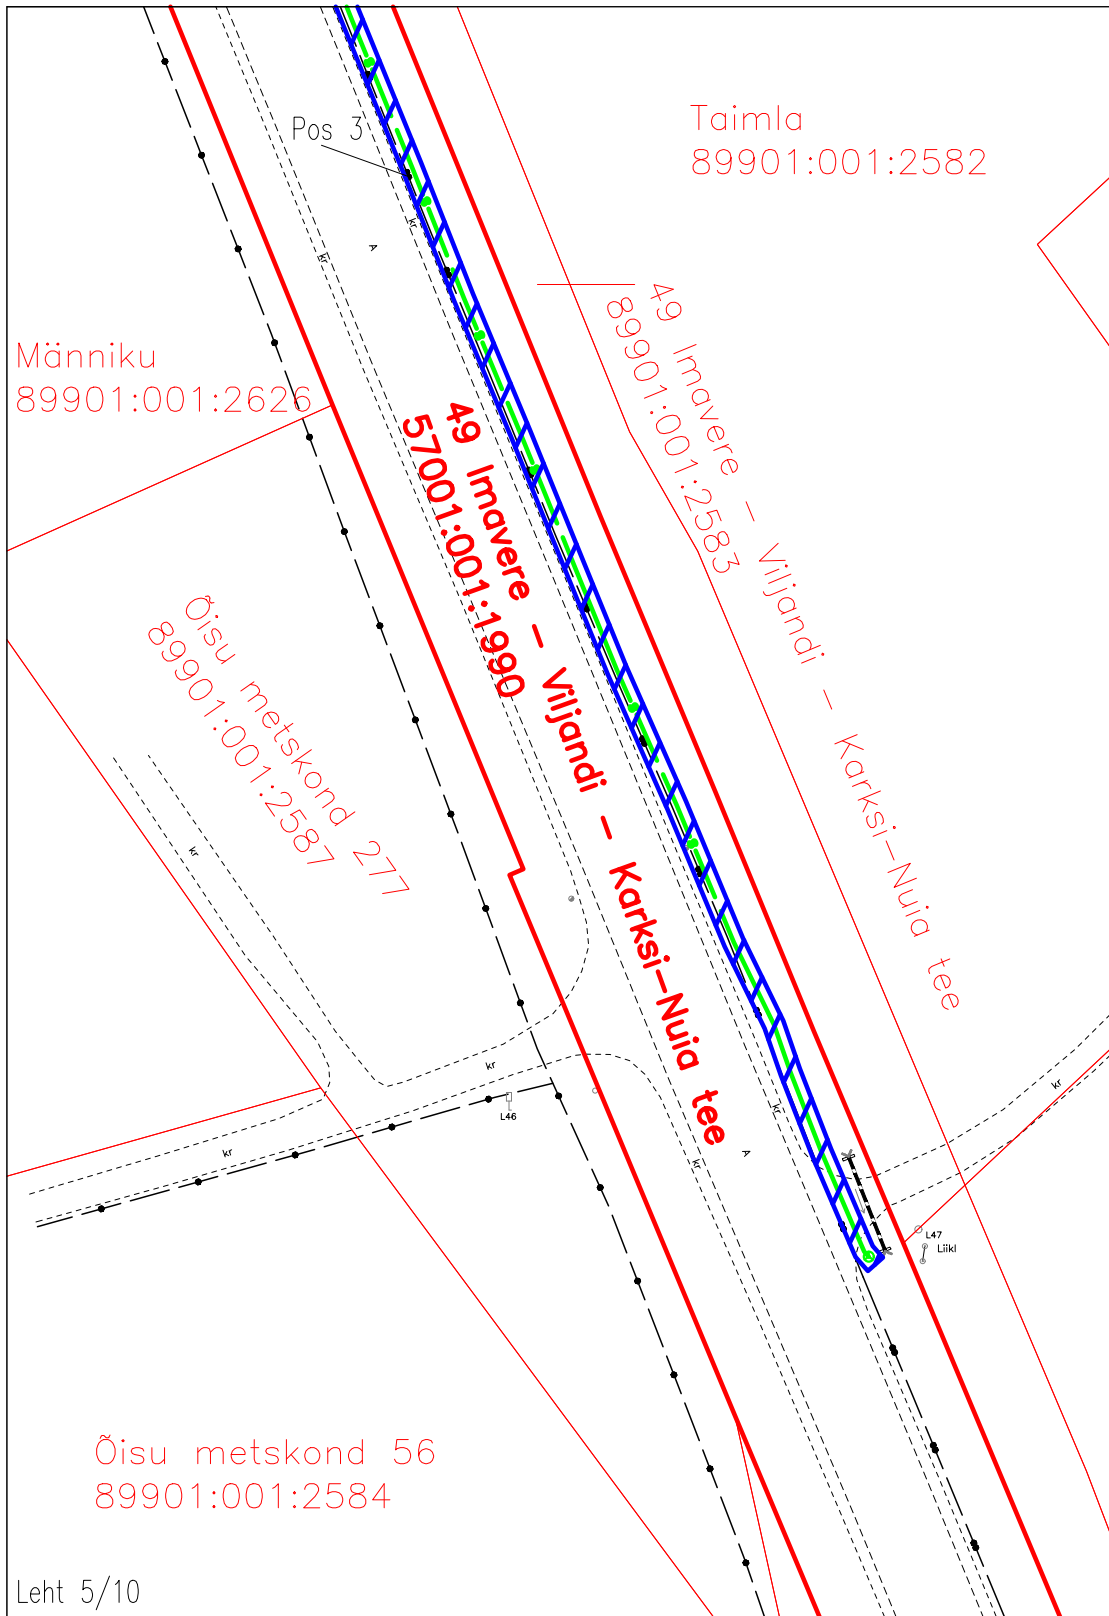 Taimla
89901:001:2582
Pos 3
A
kr
kr
49 Imavere - Viljandi - Karksi-Nuia tee
89901:001:2583
Männiku
89901:001:2626
49 Imavere - Viljandi - Karksi-Nuia tee
57001:001:1990
Õisu metskond 277
89901:001:2587
kr
kr
kr
kr
L46
kr
kr
A
L47
Liikl
Õisu metskond 56
89901:001:2584
Leht 5/10